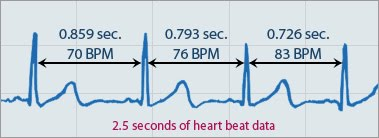 0.859 sec. 0.793 sec. 0.726 sec.
70 BPM 76 BPM 83 BPM
2.5 seconds of heart beat data